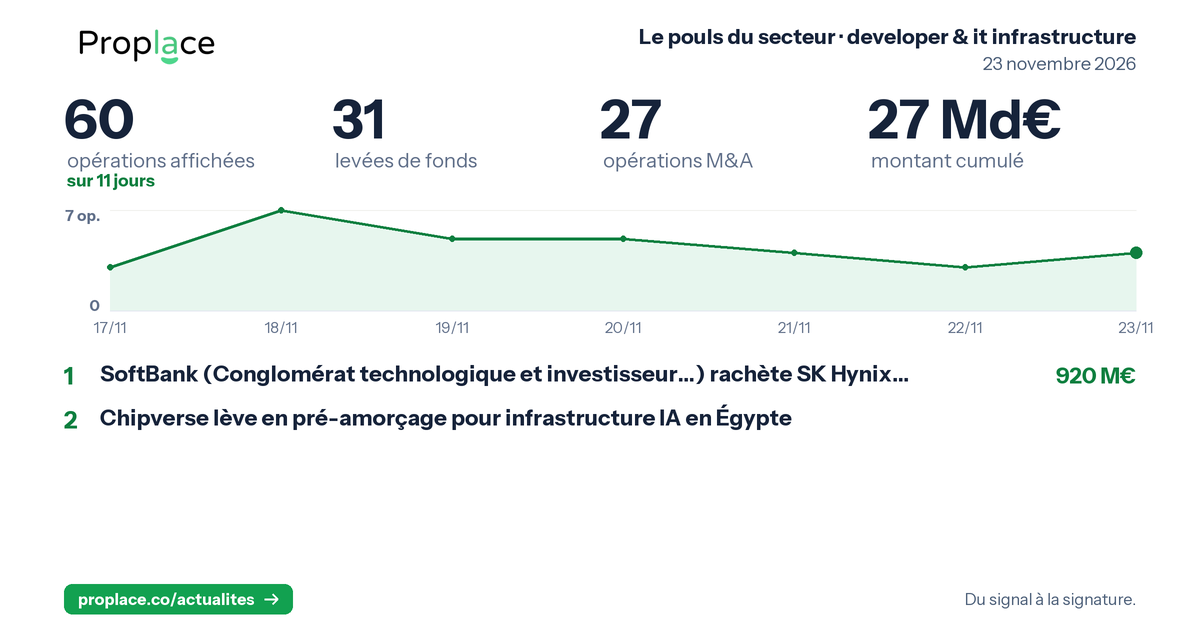 Proplace
Le pouls du secteur · developer & it infrastructure
23 novembre 2026
60
opérations affichées
sur 11 jours
31
levées de fonds
27
opérations M&A
27 Md€
montant cumulé
7 op.
0
17/11 18/11 19/11 20/11 21/11 22/11 23/11
1 SoftBank (Conglomérat technologique et investisseur...) rachète SK Hynix... 920 M€
2 Chipverse lève en pré-amorçage pour infrastructure IA en Égypte
proplace.co/actualites →
Du signal à la signature.